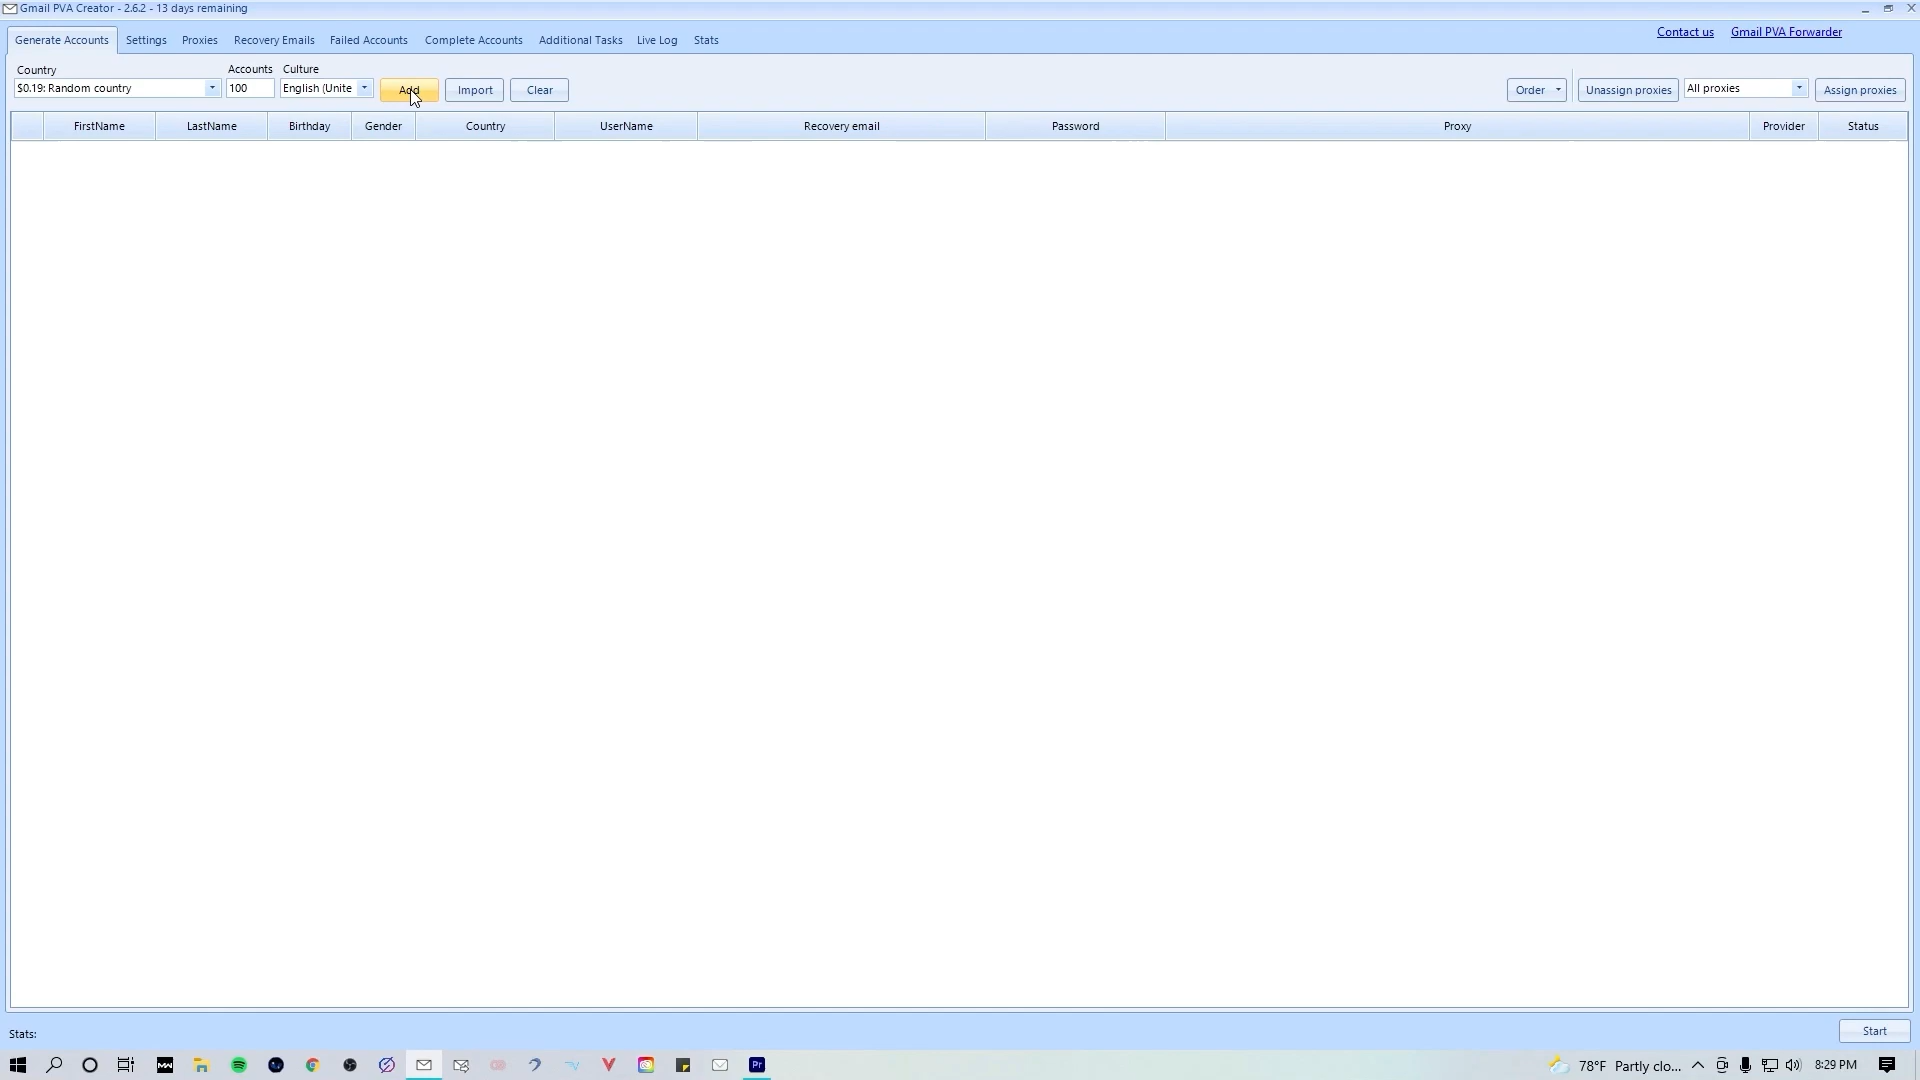 Gmail PVA Creator - 2.6.2 - 13 days remaining
Contact us Gmail PVA Forwarder
Generate Accounts Settings Proxies Recovery Emails Failed Accounts Complete Accounts Additional Tasks Live Log Stats
Country Accounts Culture
$0.19: Random country 100 English (Unite Add Import Clear Order Unassign proxies All proxies Assign proxies
FirstName LastName Birthday Gender Country UserName Recovery email Password Proxy Provider Status
Stats:
Start
MW V Pr 78°F Partly clo... 8:29 PM